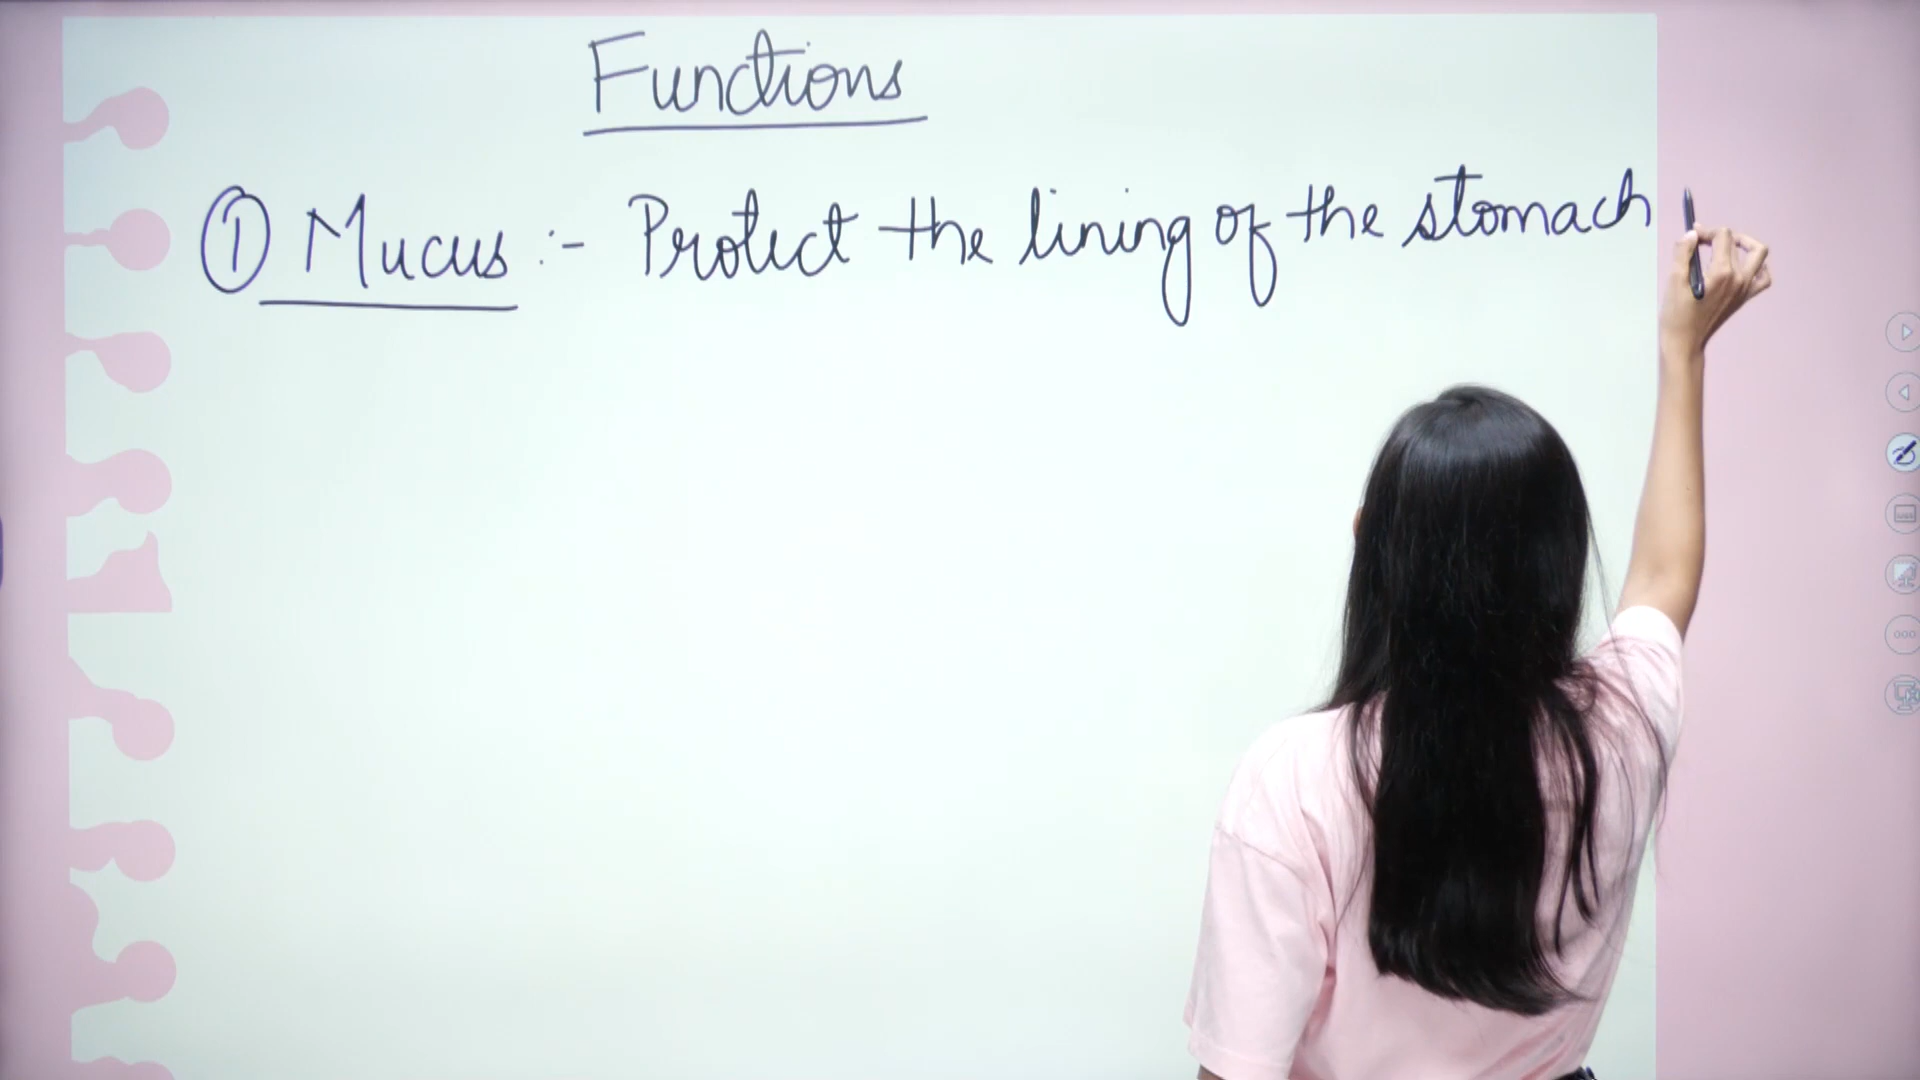 Functions
① Mucus :- Protect the lining of the stomach